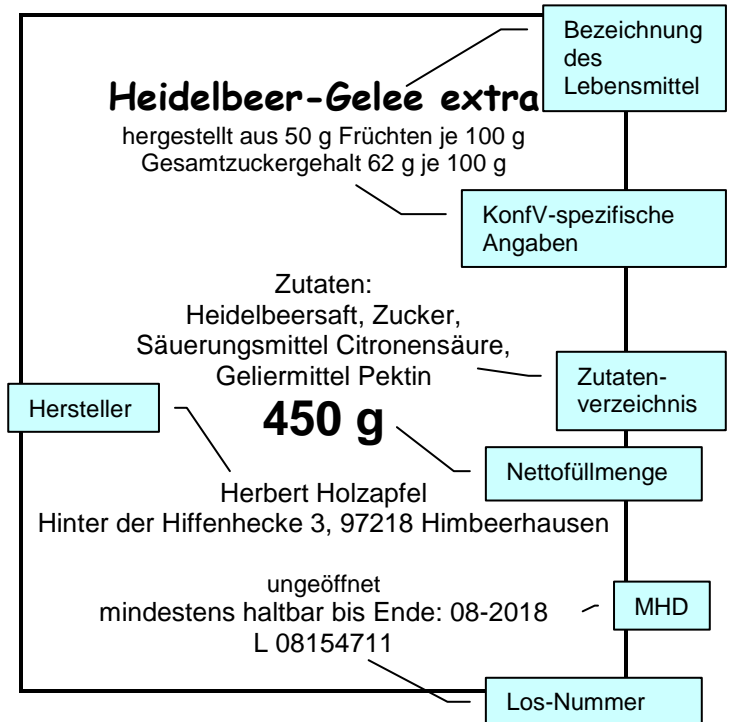 Bezeichnung
des
Lebensmittel
Heidelbeer-Gelee extra
hergestellt aus 50 g Früchten je 100 g
Gesamtzuckergehalt 62 g je 100 g
KonfV-spezifische
Angaben
Zutaten:
Heidelbeersaft, Zucker,
Säuerungsmittel Citronensäure,
Geliermittel Pektin
Zutaten-
verzeichnis
Hersteller
450 g
Nettofüllmenge
Herbert Holzapfel
Hinter der Hiffenhecke 3, 97218 Himbeerhausen
ungeöffnet
mindestens haltbar bis Ende: 08-2018
MHD
L 08154711
Los-Nummer